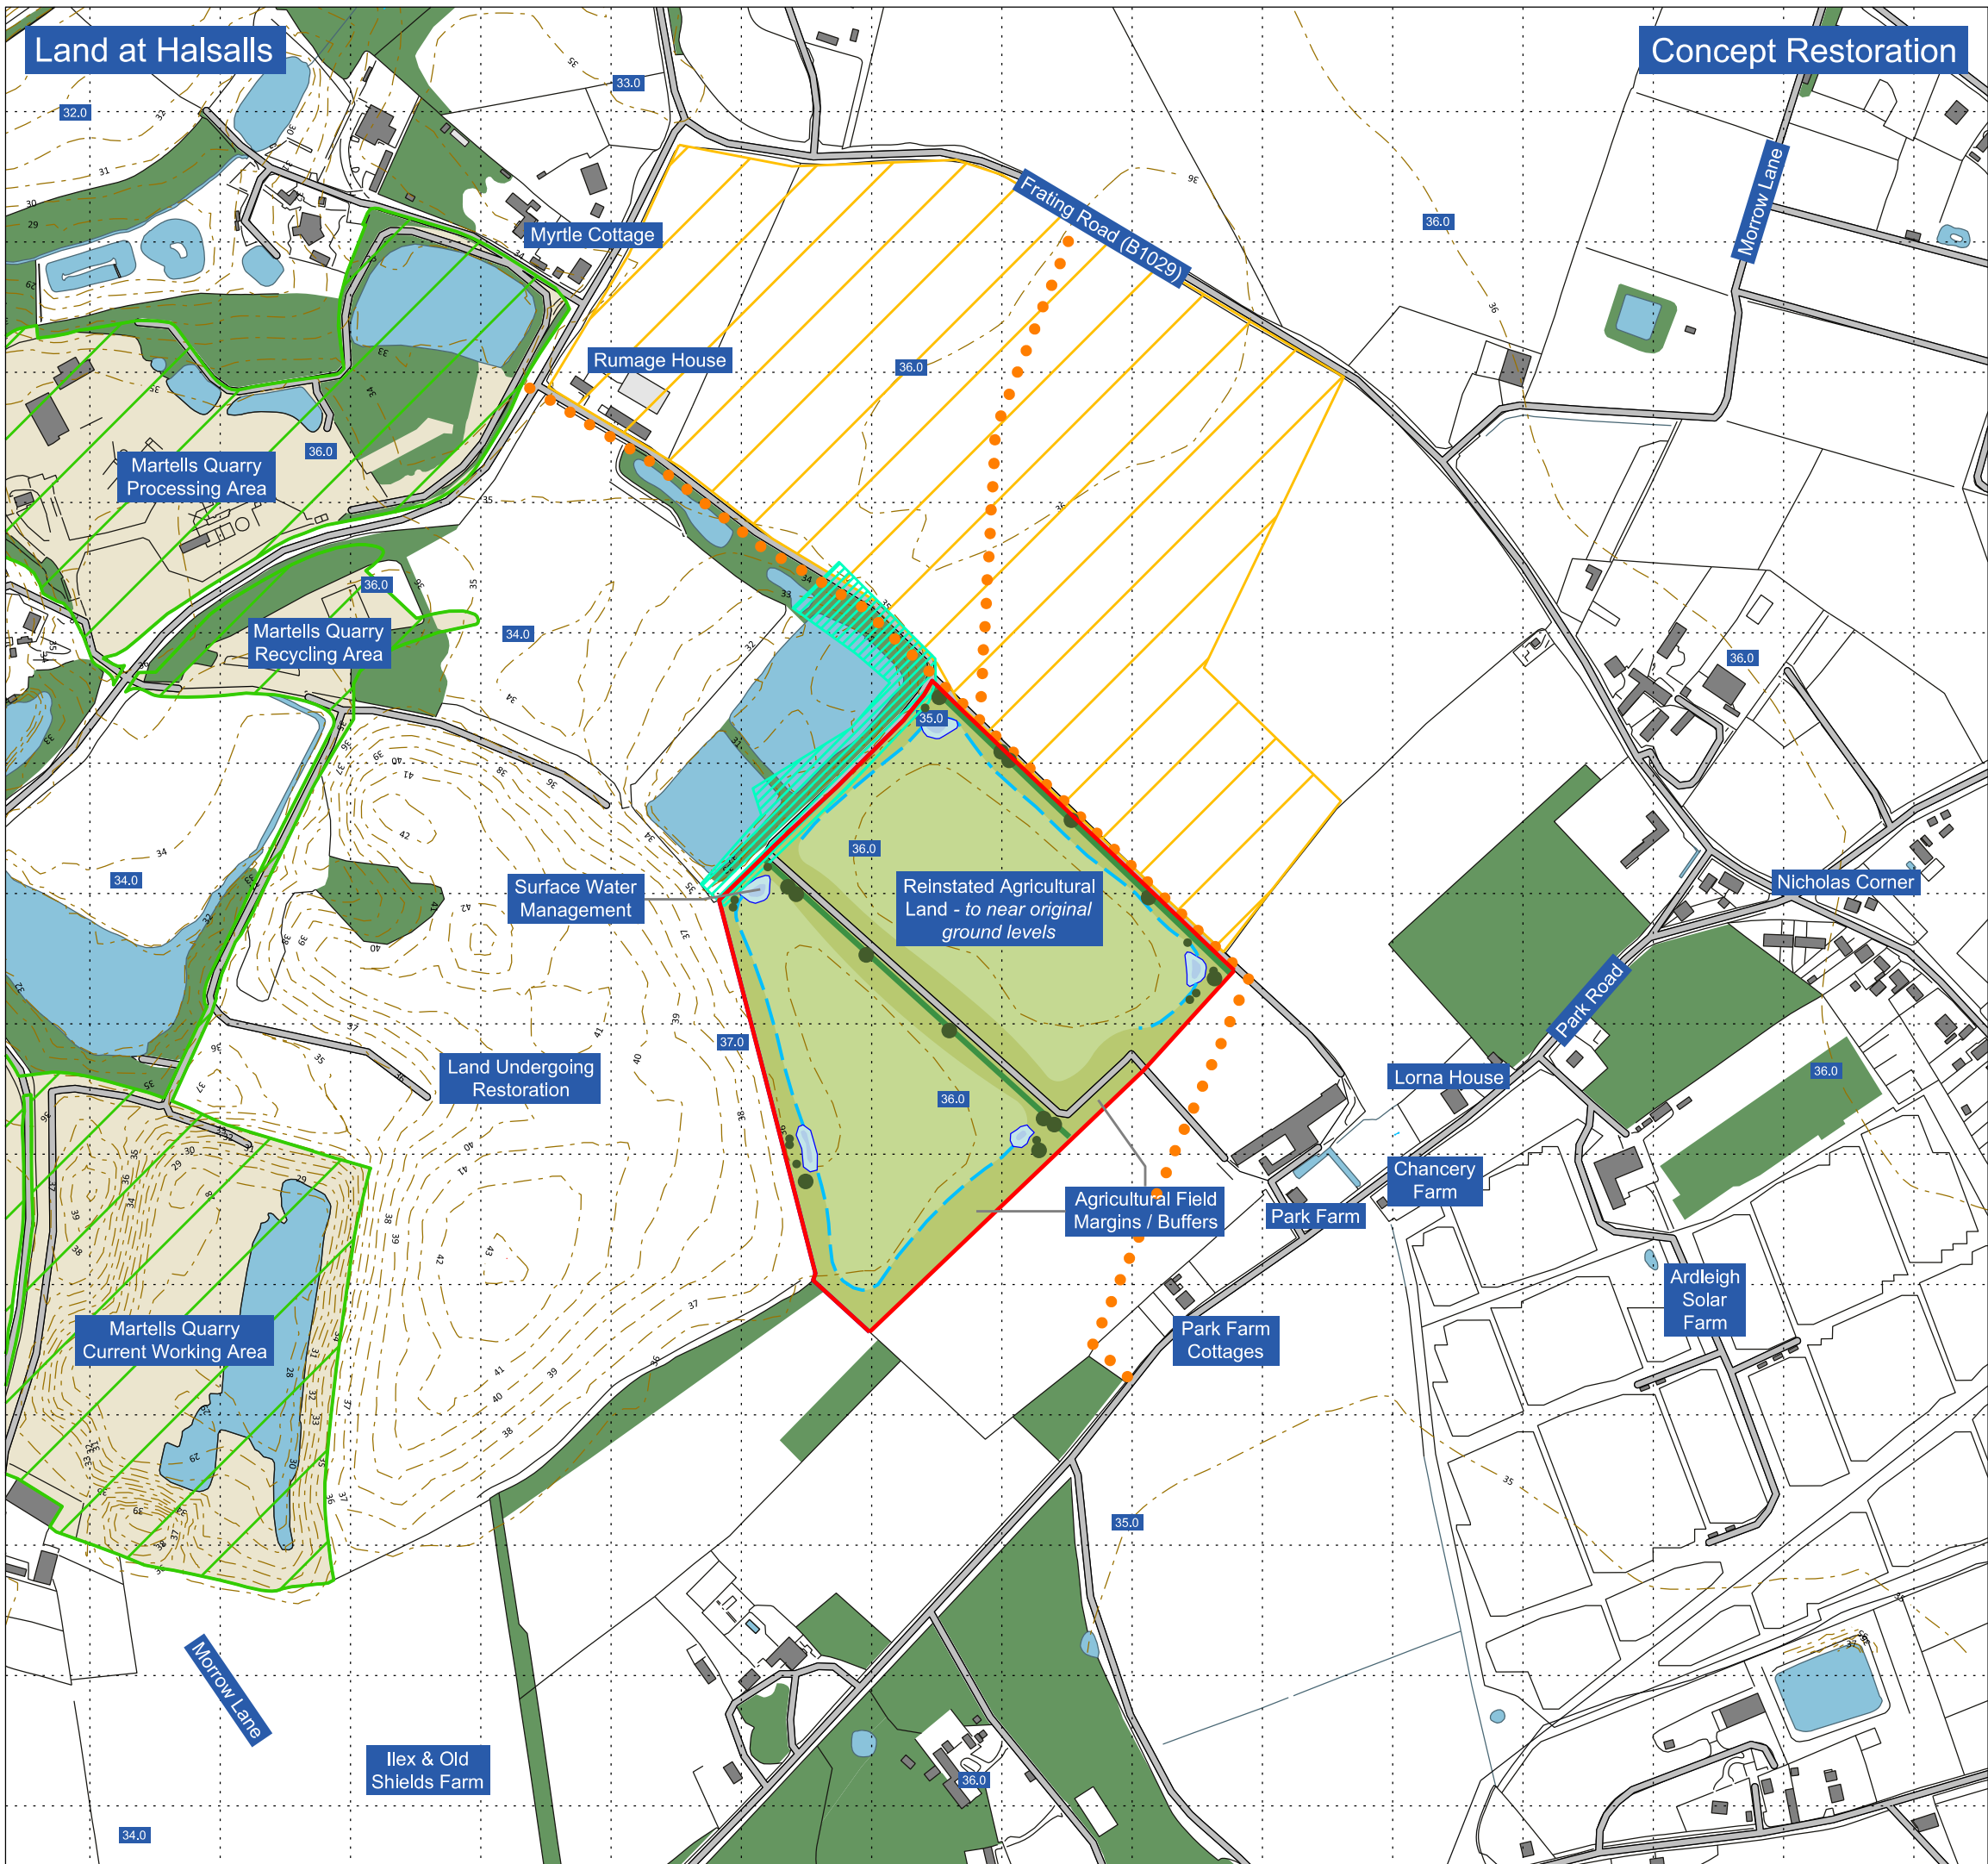 Land at Halsalls
Concept Restoration
33.0
32.0
Morrow Lane
Frating Road (B1029)
36.0
Myrtle Cottage
Rumage House
36.0
36.0
Martells Quarry
Processing Area
36.0
Martells Quarry
Recycling Area
34.0
36.0
35.0
36.0
34.0
Surface Water
Management
Reinstated Agricultural
Land - to near original
ground levels
Nicholas Corner
Park Road
37.0
Land Undergoing
Restoration
36.0
Lorna House
36.0
Chancery
Farm
Agricultural Field
Margins / Buffers
Park Farm
Ardleigh
Solar
Farm
Martells Quarry
Current Working Area
Park Farm
Cottages
35.0
Morrow Lane
Ilex & Old
Shields Farm
36.0
34.0